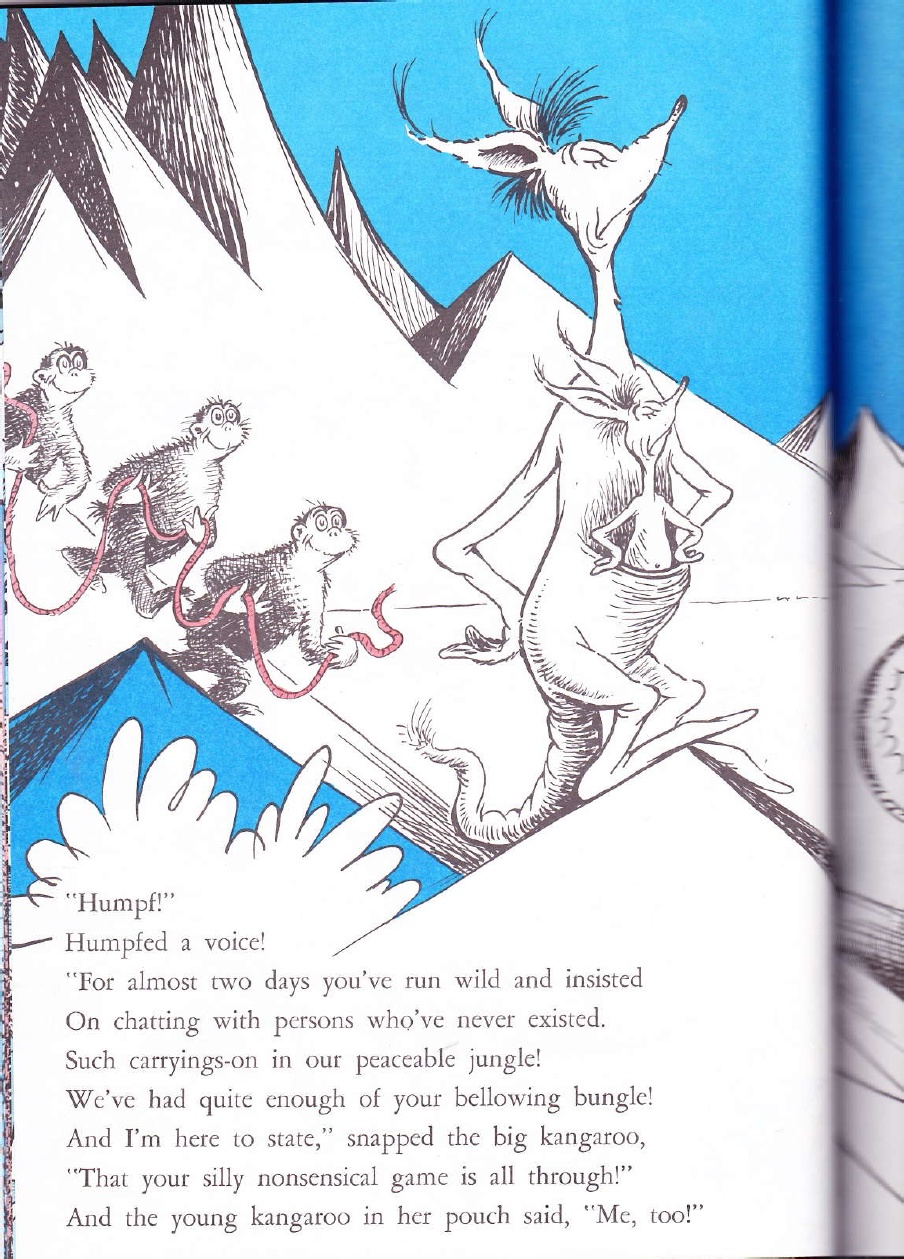 "Humpf!"
Humpfed a voice!
"For almost two days you've run wild and insisted
On chatting with persons who've never existed.
Such carryings-on in our peaceable jungle!
We've had quite enough of your bellowing bungle!
And I'm here to state," snapped the big kangaroo,
"That your silly nonsensical game is all through!"
And the young kangaroo in her pouch said, "Me, too!"